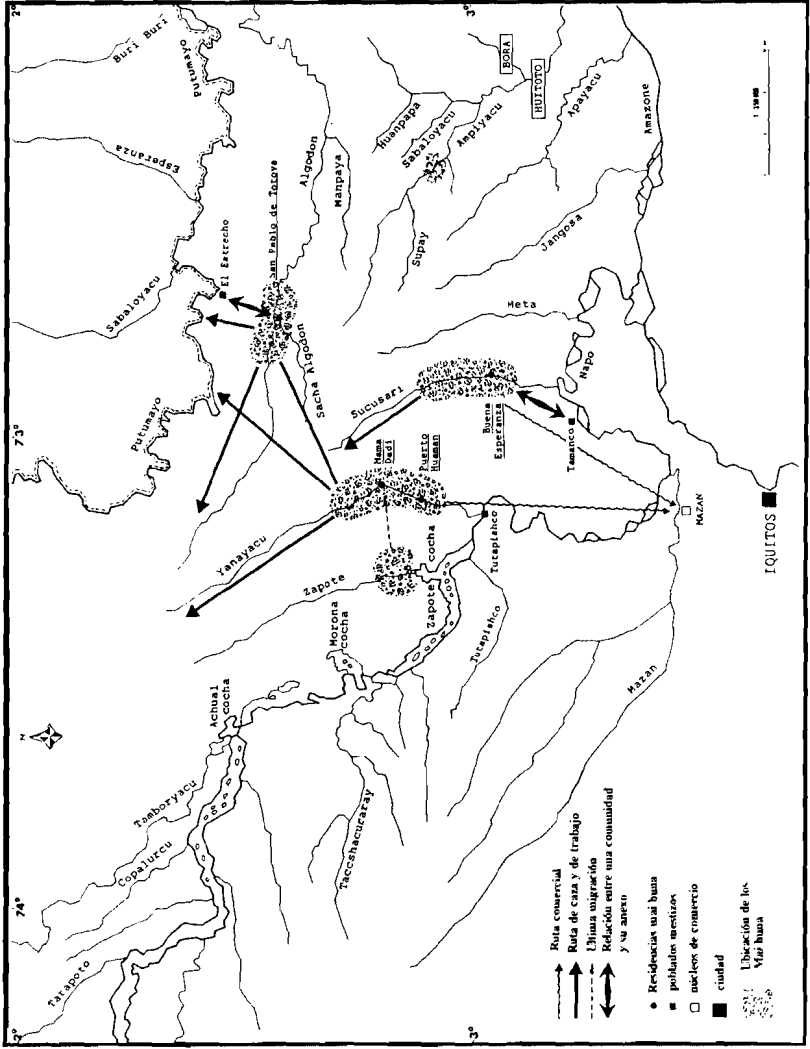 2°
Buri Buri
Putumayo
Esperanza
Sabaloyacu
El Estrecho
San Pablo de Totoya
Algodon
Manpaya
Sacha Algodon
Putumayo
73°
3°
BORA
HUITOTO
Huanpapa
Sabaloyacu
Ampiyacu
Apayacu
Supay
Jangosa
Amazone
Meta
Napo
Sucusari
Buena
Esperanza
Tamanco
Mama
Dadi
Puerto
Huaman
Yanayacu
Zapote
Zapote cocha
Tutapishco
Tutapishco
MAZAN
IQUITOS
Morona
cocha
Achual
cocha
Mazan
N
Tamboryacu
Copalurcu
Tarapoto
Taccshacuraray
74°
2°
3°
Ruta comercial
Ruta de caza y de trabajo
Ultima migración
Relación entre una comunidad
y su anexo
Residencias mai huna
poblados mestizos
núcleos de comercio
ciudad
Ubicación de los
Mai huna